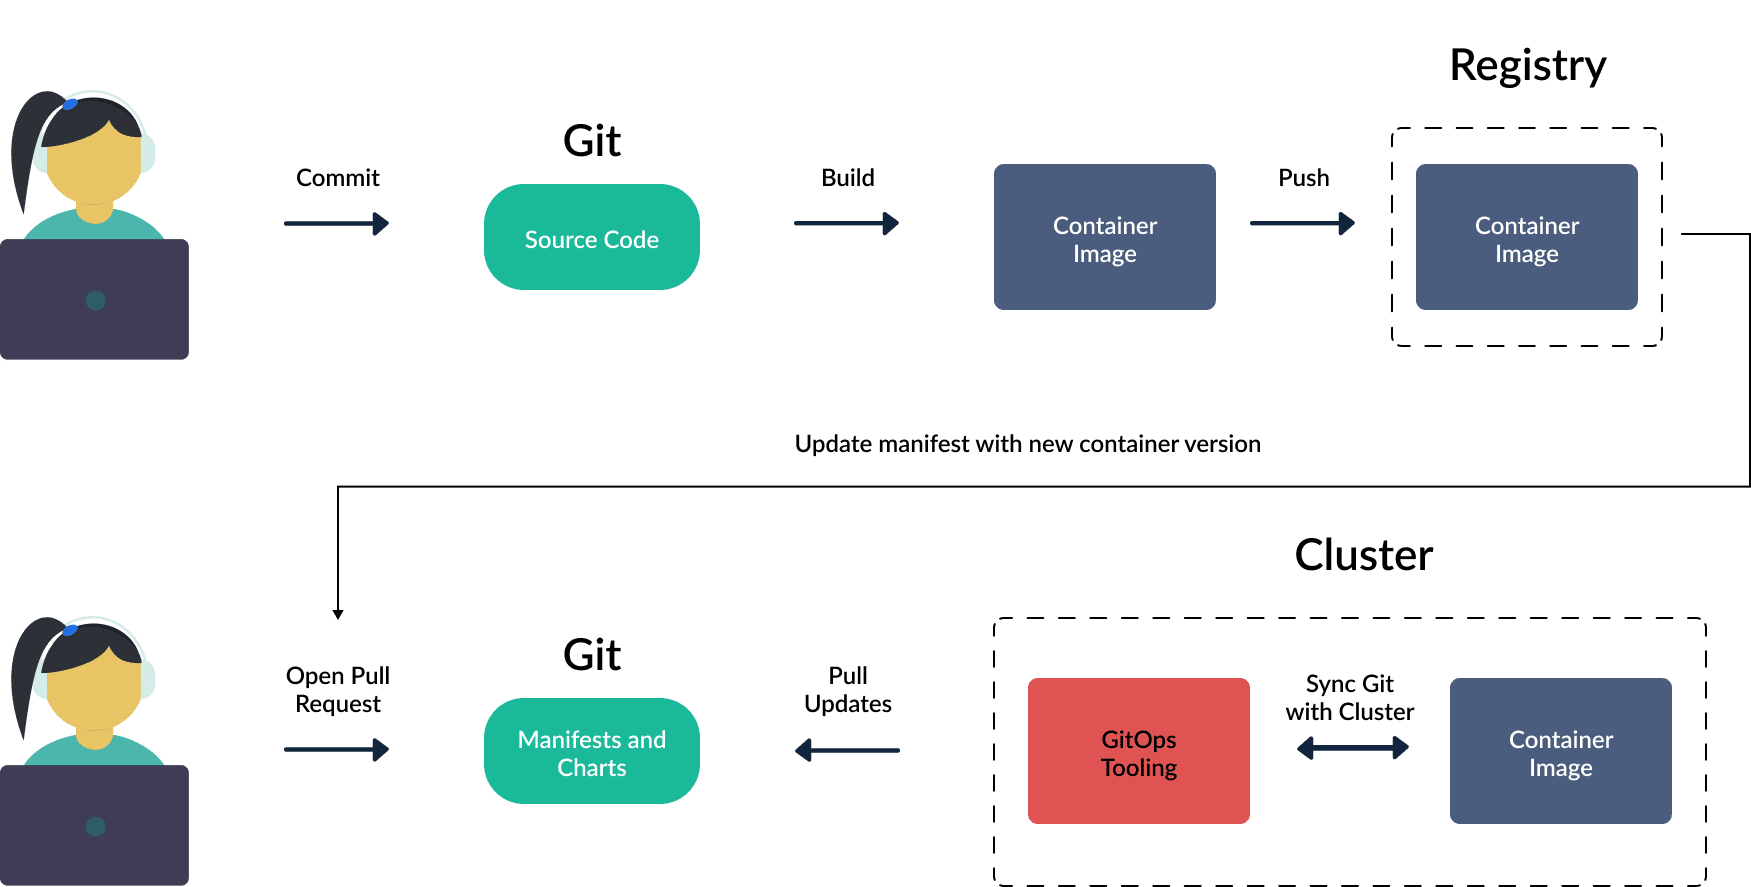 Registry
Git
Commit
Build
Push
Source Code
Container
Image
Container
Image
Update manifest with new container version
Cluster
Git
Open Pull
Request
Pull
Updates
Manifests and
Charts
GitOps
Tooling
Sync Git
with Cluster
Container
Image